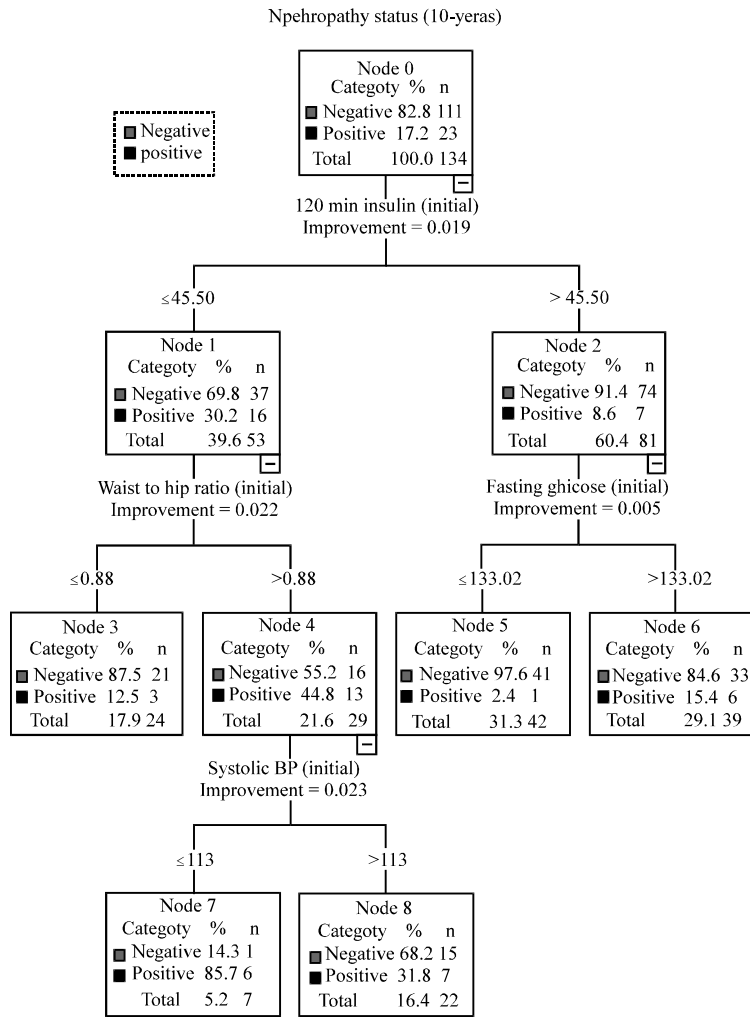 Npehropathy status (10-yeras)
Negative
positive
Node 0
Categoty % n
Negative 82.8 111
Positive 17.2 23
Total 100.0 134
120 min insulin (initial)
Improvement = 0.019
≤45.50
> 45.50
Node 1
Categoty % n
Negative 69.8 37
Positive 30.2 16
Total 39.6 53
Node 2
Categoty % n
Negative 91.4 74
Positive 8.6 7
Total 60.4 81
Waist to hip ratio (initial)
Improvement = 0.022
Fasting ghicose (initial)
Improvement = 0.005
≤0.88
>0.88
≤133.02
>133.02
Node 3
Categoty % n
Negative 87.5 21
Positive 12.5 3
Total 17.9 24
Node 4
Categoty % n
Negative 55.2 16
Positive 44.8 13
Total 21.6 29
Node 5
Categoty % n
Negative 97.6 41
Positive 2.4 1
Total 31.3 42
Node 6
Categoty % n
Negative 84.6 33
Positive 15.4 6
Total 29.1 39
Systolic BP (initial)
Improvement = 0.023
≤113
>113
Node 7
Categoty % n
Negative 14.3 1
Positive 85.7 6
Total 5.2 7
Node 8
Categoty % n
Negative 68.2 15
Positive 31.8 7
Total 16.4 22